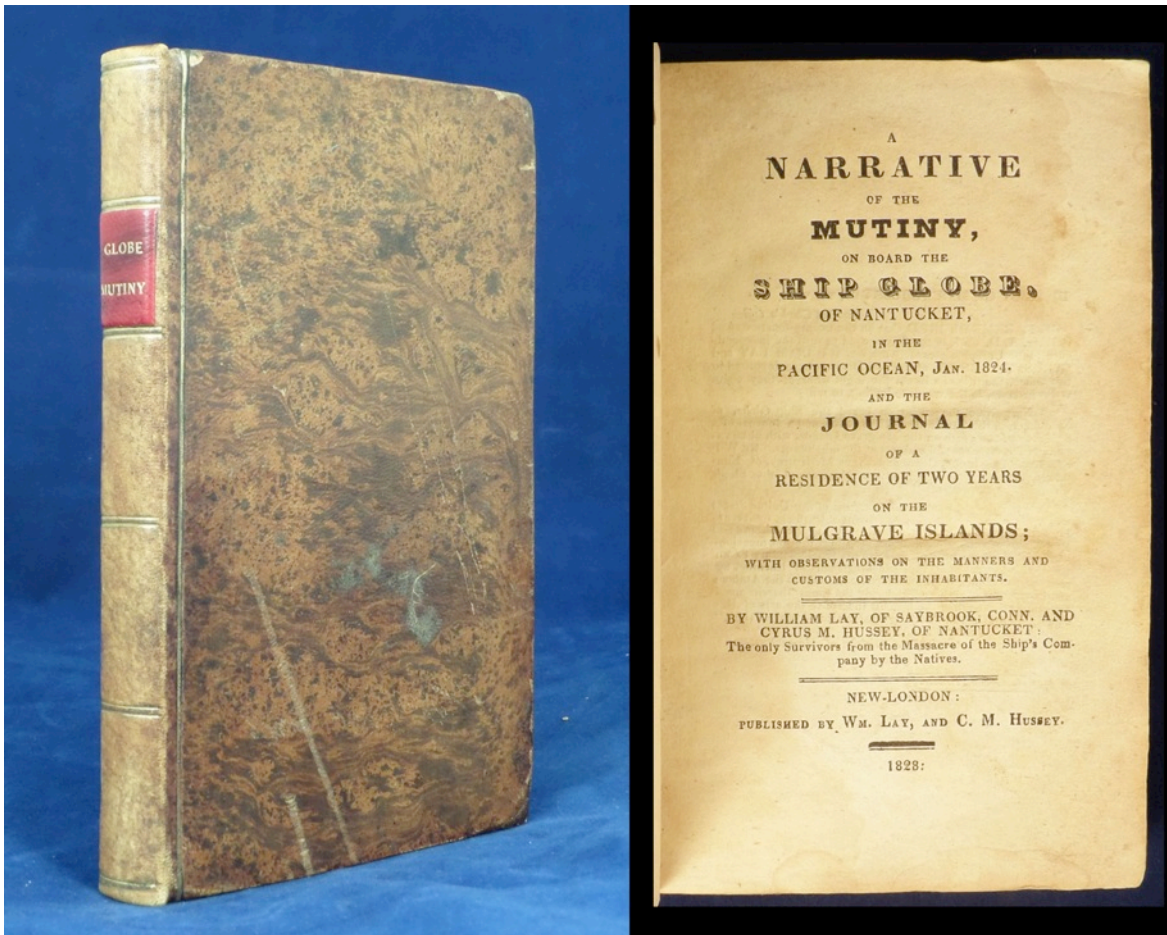 GLOBE
MUTINY
A
NARRATIVE
OF THE
MUTINY,
ON BOARD THE
SHIP GLOBE,
OF NANTUCKET,
IN THE
PACIFIC OCEAN, JAN. 1824.
AND THE
JOURNAL
OF A
RESIDENCE OF TWO YEARS
ON THE
MULGRAVE ISLANDS;
WITH OBSERVATIONS ON THE MANNERS AND
CUSTOMS OF THE INHABITANTS.
BY WILLIAM LAY, OF SAYBROOK, CONN. AND
CYRUS M. HUSSEY, OF NANTUCKET:
The only Survivors from the Massacre of the Ship's Com-
pany by the Natives.
NEW-LONDON:
PUBLISHED BY WM. LAY, AND C. M. HUSSEY.
1828: